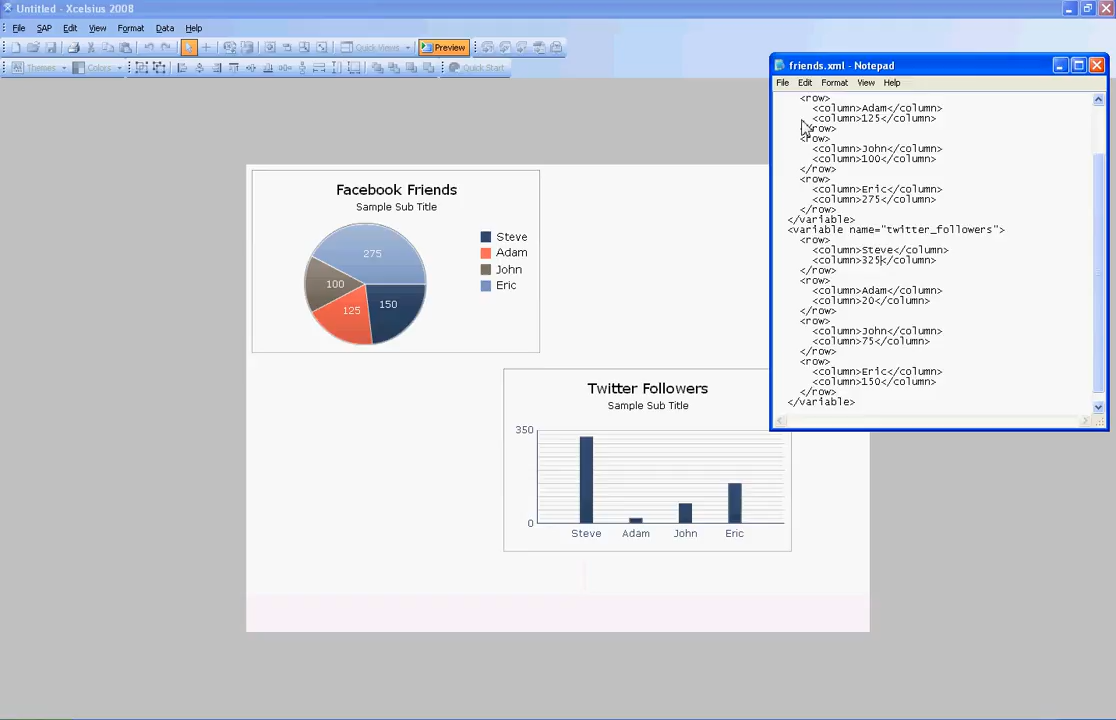 Untitled - Xcelsius 2008
File SAP Edit View Format Data Help
Quick Views Preview
Themes Colors Quick Start
Facebook Friends
Sample Sub Title
275
100
150
125
Steve
Adam
John
Eric
Twitter Followers
Sample Sub Title
350
0
Steve Adam John Eric
friends.xml - Notepad
File Edit Format View Help
<row>
<column>Adam</column>
<column>125</column>
</row>
<row>
<column>John</column>
<column>100</column>
</row>
<row>
<column>Eric</column>
<column>275</column>
</row>
</variable>
<variable name="twitter_followers">
<row>
<column>Steve</column>
<column>325</column>
</row>
<row>
<column>Adam</column>
<column>20</column>
</row>
<row>
<column>John</column>
<column>75</column>
</row>
<row>
<column>Eric</column>
<column>150</column>
</row>
</variable>